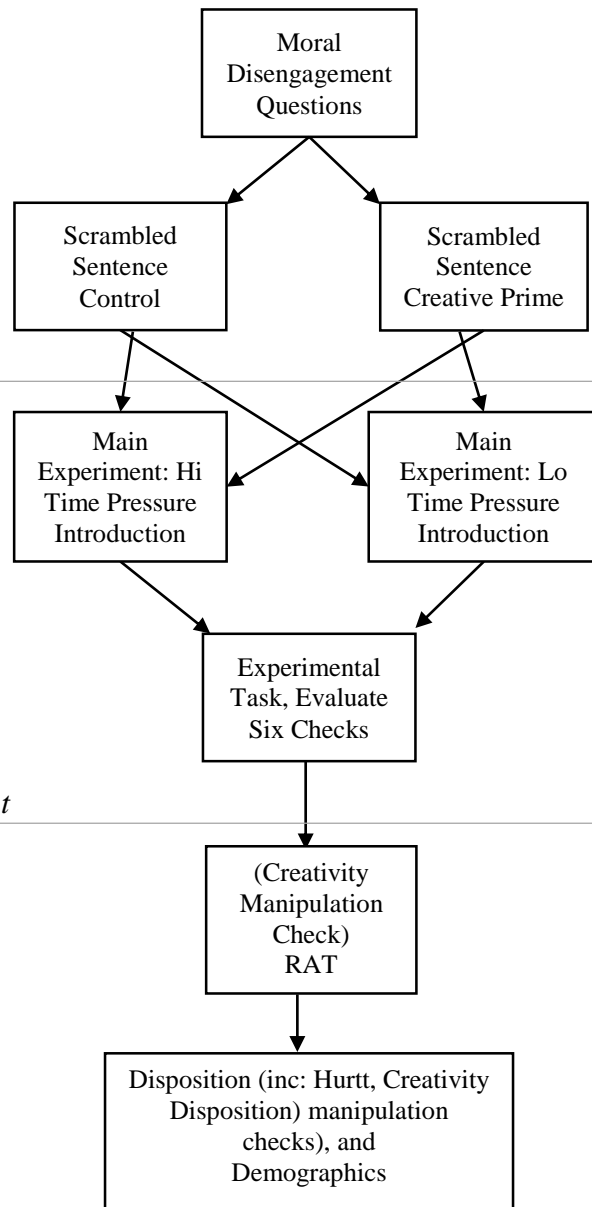 Moral
Disengagement
Questions
Scrambled
Sentence
Control
Scrambled
Sentence
Creative Prime
Main
Experiment: Hi
Time Pressure
Introduction
Main
Experiment: Lo
Time Pressure
Introduction
Experimental
Task, Evaluate
Six Checks
t
(Creativity
Manipulation
Check)
RAT
Disposition (inc: Hurtt, Creativity
Disposition) manipulation
checks), and
Demographics